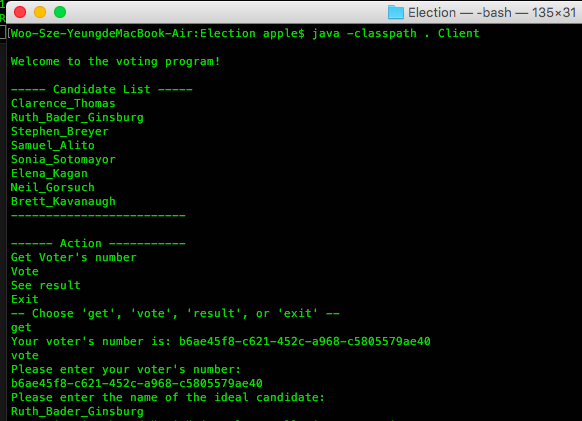 Election — -bash — 135×31
[Woo-Sze-YeungdeMacBook-Air:Election apple$ java -classpath . Client
Welcome to the voting program!
----- Candidate List -----
Clarence_Thomas
Ruth_Bader_Ginsburg
Stephen_Breyer
Samuel_Alito
Sonia_Sotomayor
Elena_Kagan
Neil_Gorsuch
Brett_Kavanaugh
-------------------------
------ Action -----------
Get Voter's number
Vote
See result
Exit
-- Choose 'get', 'vote', 'result', or 'exit' --
get
Your voter's number is: b6ae45f8-c621-452c-a968-c5805579ae40
vote
Please enter your voter's number:
b6ae45f8-c621-452c-a968-c5805579ae40
Please enter the name of the ideal candidate:
Ruth_Bader_Ginsburg